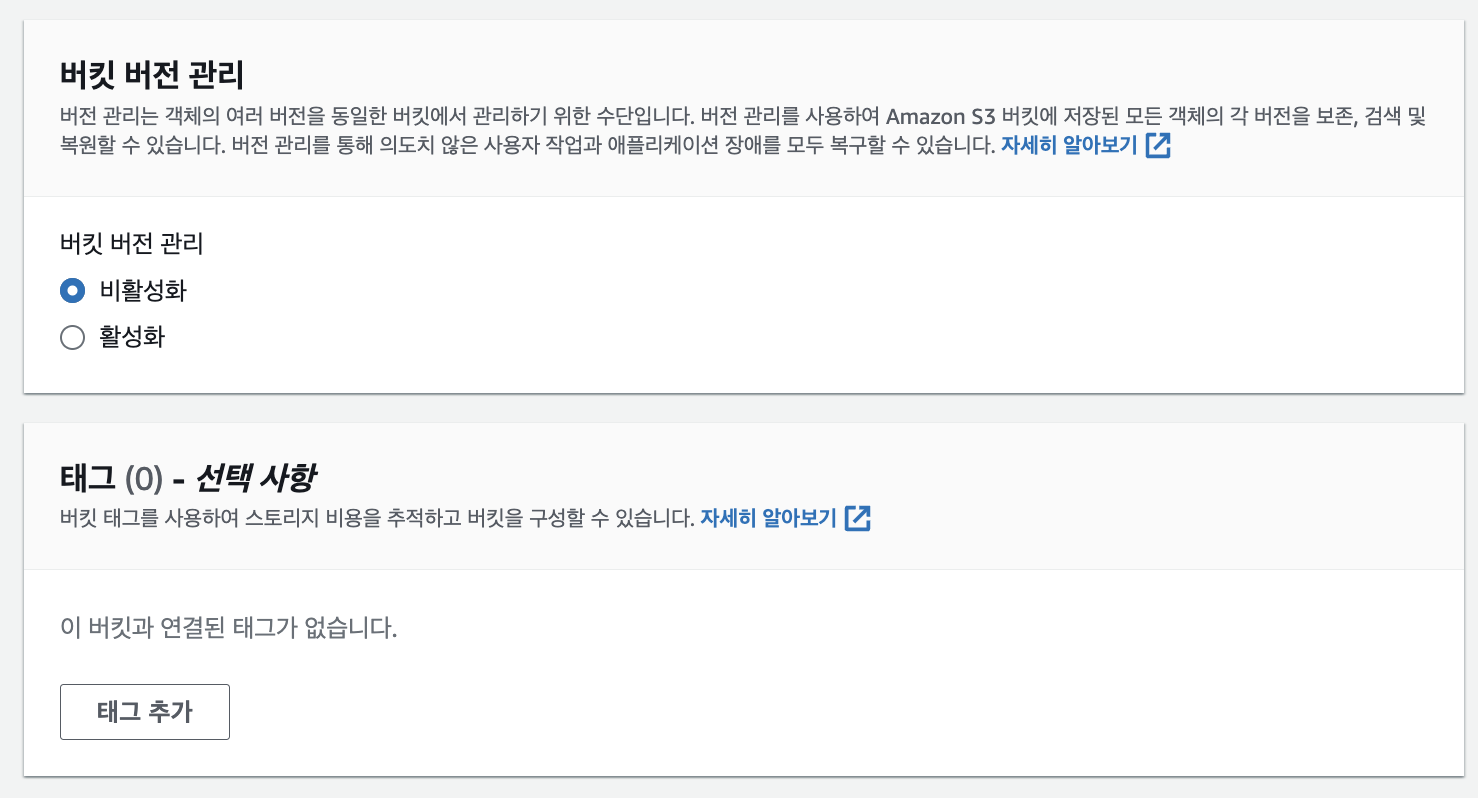 버킷 버전 관리
버전 관리는 객체의 여러 버전을 동일한 버킷에서 관리하기 위한 수단입니다. 버전 관리를 사용하여 Amazon S3 버킷에 저장된 모든 객체의 각 버전을 보존, 검색 및
복원할 수 있습니다. 버전 관리를 통해 의도치 않은 사용자 작업과 애플리케이션 장애를 모두 복구할 수 있습니다. 자세히 알아보기
버킷 버전 관리
비활성화
활성화
태그 (0) - 선택 사항
버킷 태그를 사용하여 스토리지 비용을 추적하고 버킷을 구성할 수 있습니다. 자세히 알아보기
이 버킷과 연결된 태그가 없습니다.
태그 추가